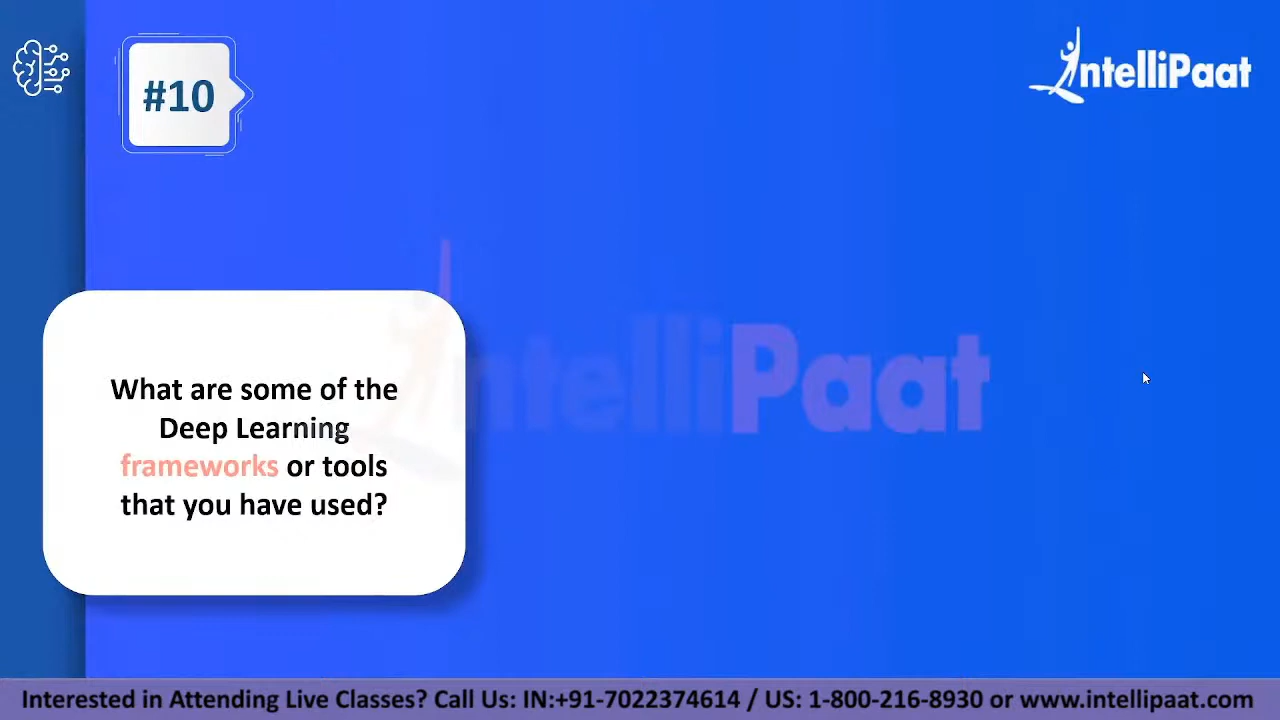 #10
IntelliPaat
IntelliPaat
What are some of the
Deep Learning
frameworks or tools
that you have used?
Interested in Attending Live Classes? Call Us: IN:+91-7022374614 / US: 1-800-216-8930 or www.intellipaat.com